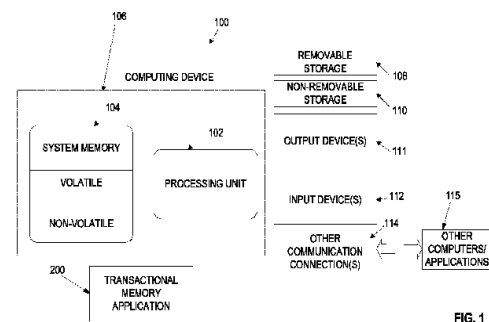 106
100
COMPUTING DEVICE
REMOVABLE
STORAGE
108
NON-REMOVABLE
STORAGE
110
104
SYSTEM MEMORY
VOLATILE
NON-VOLATILE
102
PROCESSING UNIT
OUTPUT DEVICE(S)
111
INPUT DEVICE(S)
112
114
OTHER
COMMUNICATION
CONNECTION(S)
115
OTHER
COMPUTERS/
APPLICATIONS
200
TRANSACTIONAL
MEMORY
APPLICATION
FIG. 1